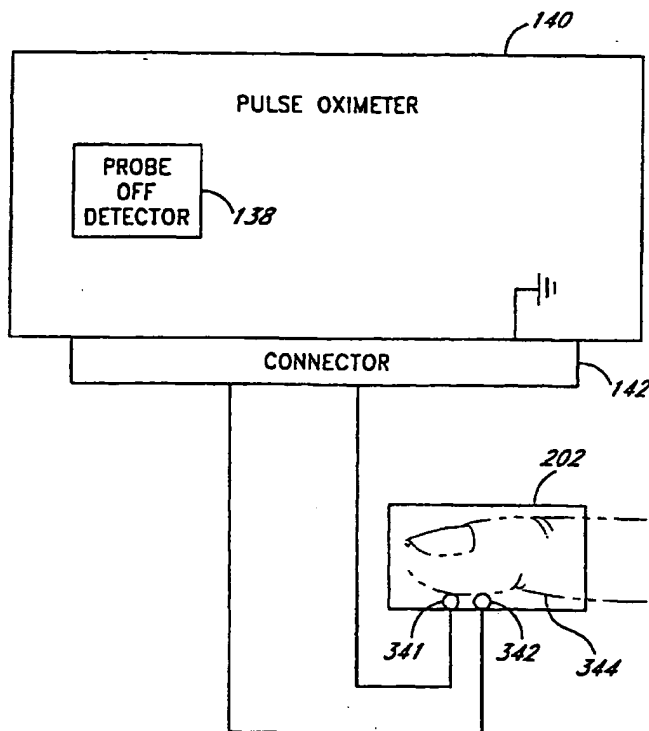 140
PULSE OXIMETER
PROBE
OFF
DETECTOR
138
CONNECTOR
142
202
341
342
344